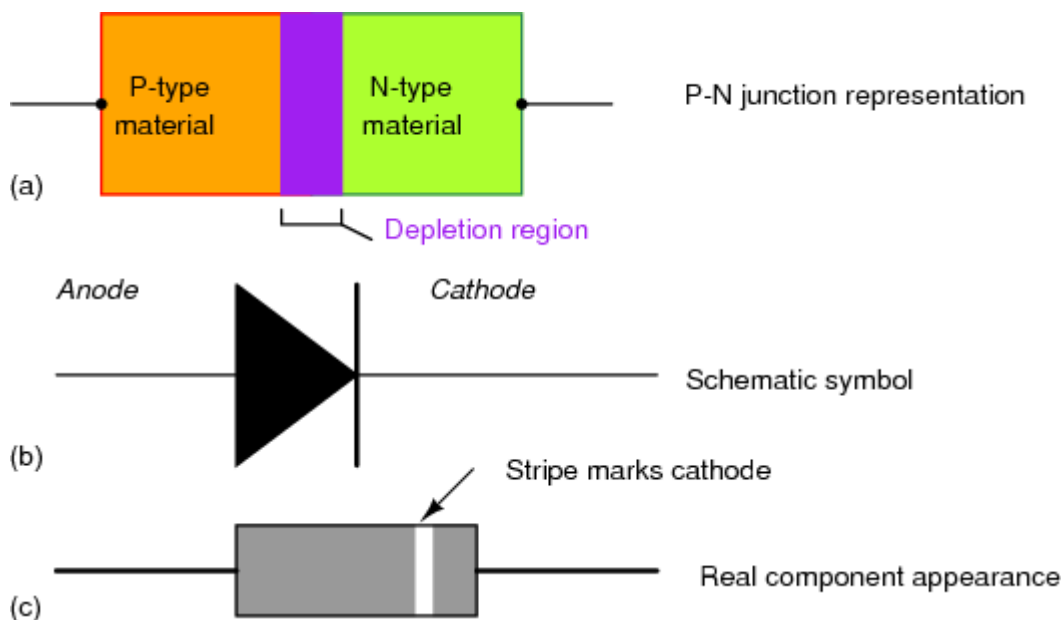 P-type
material
N-type
material
P-N junction representation
(a)
Depletion region
Anode
Cathode
Schematic symbol
(b)
Stripe marks cathode
Real component appearance
(c)